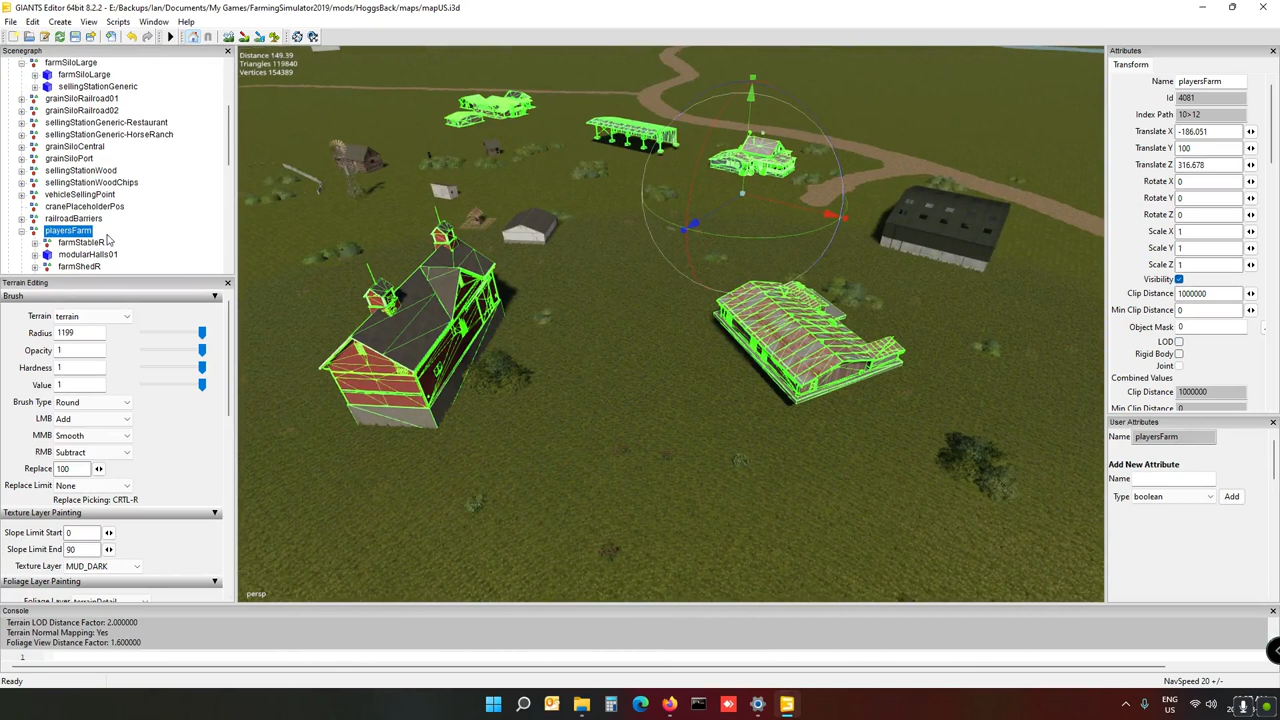 GIANTS Editor 64bit 8.2.2 - E:/Backups/Ian/Documents/My Games/FarmingSimulator2019/mods/HoggsBack/maps/mapUS.i3d
File Edit Create View Scripts Window Help
Scenegraph
farmSiloLarge
farmSiloLarge
sellingStationGeneric
grainSiloRailroad01
grainSiloRailroad02
sellingStationGeneric-Restaurant
sellingStationGeneric-HorseRanch
grainSiloCentral
grainSiloPort
sellingStationWood
sellingStationWoodChips
vehicleSellingPoint
cranePlaceholderPos
railroadBarriers
playersFarm
farmStableR
modularHalls01
farmShedR
Terrain Editing
Brush
Terrain terrain
Radius 1199
Opacity 1
Hardness 1
Value 1
Brush Type Round
LMB Add
MMB Smooth
RMB Subtract
Replace 100
Replace Limit None
Replace Picking: CRTL-R
Texture Layer Painting
Slope Limit Start 0
Slope Limit End 90
Texture Layer MUD_DARK
Foliage Layer Painting
Foliage Layer terrainDetail
Distance 149.39
Triangles 119840
Vertices 154389
persp
Attributes
Transform
Name playersFarm
Id 4081
Index Path 10>12
Translate X -186.051
Translate Y 100
Translate Z 316.678
Rotate X 0
Rotate Y 0
Rotate Z 0
Scale X 1
Scale Y 1
Scale Z 1
Visibility
Clip Distance 1000000
Min Clip Distance 0
Object Mask 0
LOD
Rigid Body
Joint
Combined Values
Clip Distance 1000000
Min Clip Distance 0
User Attributes
Name playersFarm
Add New Attribute
Name
Type boolean Add
Console
Terrain LOD Distance Factor: 2.000000
Terrain Normal Mapping: Yes
Foliage View Distance Factor: 1.600000
1
Ready
NavSpeed 20 +/-
ENG
US